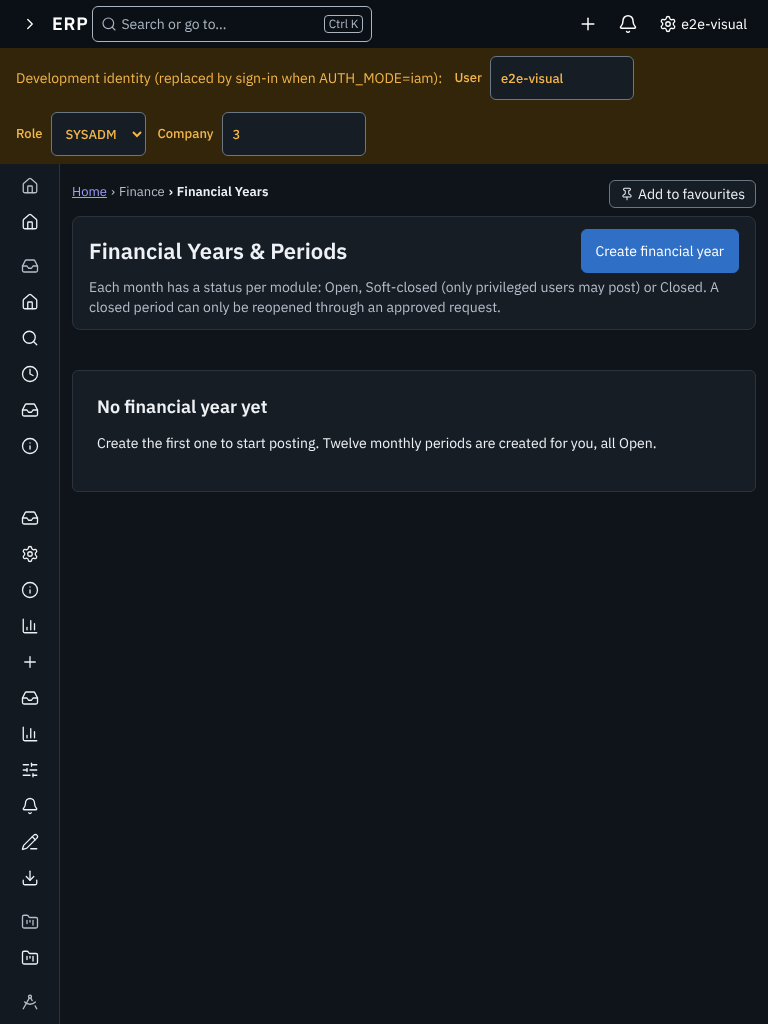 ERP
Search or go to...
Ctrl K
e2e-visual
Development identity (replaced by sign-in when AUTH_MODE=iam):
User
e2e-visual
Role
SYSADM
Company
3
Home › Finance › Financial Years
Add to favourites
Financial Years & Periods
Create financial year
Each month has a status per module: Open, Soft-closed (only privileged users may post) or Closed. A
closed period can only be reopened through an approved request.
No financial year yet
Create the first one to start posting. Twelve monthly periods are created for you, all Open.